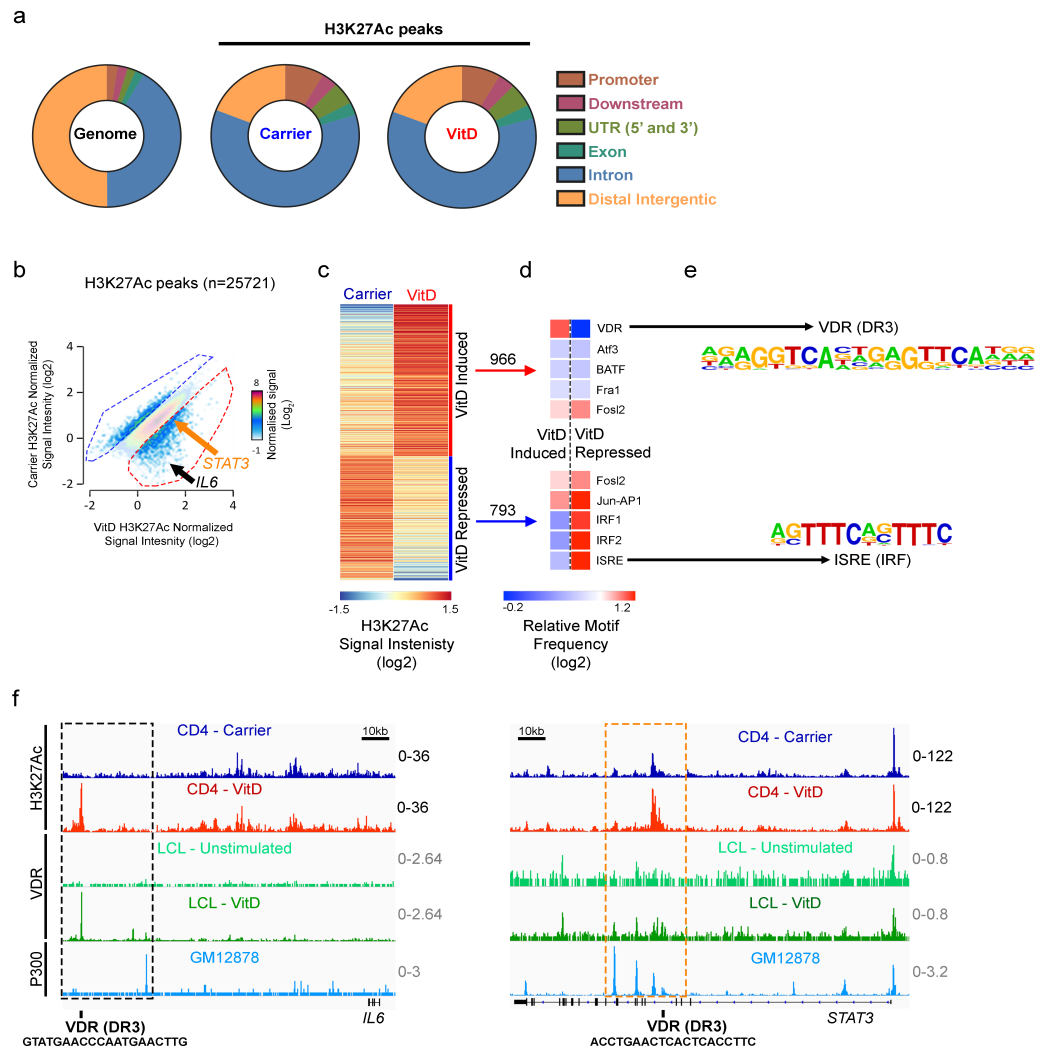 a
H3K27Ac peaks
Genome
Carrier
VitD
Promoter
Downstream
UTR (5' and 3')
Exon
Intron
Distal Intergentic
b
H3K27Ac peaks (n=25721)
Carrier H3K27Ac Normalized
Signal Intesnity (log2)
4
2
0
-2
-2
0
2
4
VitD H3K27Ac Normalized
Signal Intesnity (log2)
STAT3
IL6
8
-1
Normalised signal
(Log2)
c
Carrier
VitD
VitD Induced
VitD Repressed
966
793
-1.5
1.5
H3K27Ac
Signal Instenisty
(log2)
d
VDR
Atf3
BATF
Fra1
Fosl2
VitD
Induced
VitD
Repressed
Fosl2
Jun-AP1
IRF1
IRF2
ISRE
-0.2
1.2
Relative Motif
Frequency
(log2)
e
VDR (DR3)
ISRE (IRF)
f
H3K27Ac
VDR
P300
10kb
CD4 - Carrier
0-36
CD4 - VitD
0-36
LCL - Unstimulated
0-2.64
LCL - VitD
0-2.64
GM12878
0-3
IL6
VDR (DR3)
GTATGAACCCAATGAACTTG
10kb
CD4 - Carrier
0-122
CD4 - VitD
0-122
LCL - Unstimulated
0-0.8
LCL - VitD
0-0.8
GM12878
0-3.2
STAT3
VDR (DR3)
ACCTGAACTCACTCACCTTC